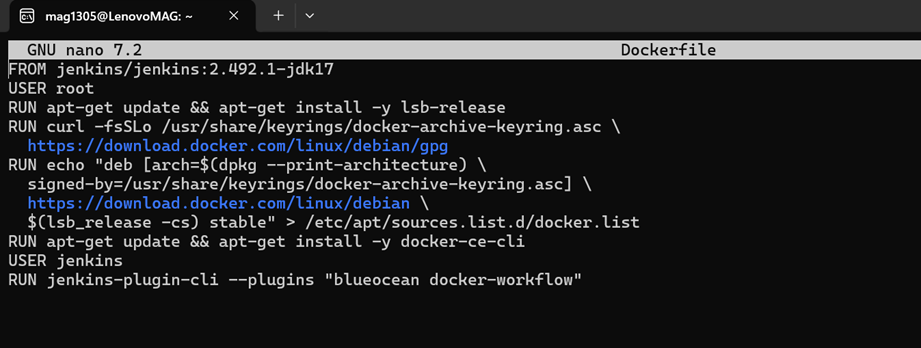 mag1305@LenovoMAG: ~
GNU nano 7.2 Dockerfile
FROM jenkins/jenkins:2.492.1-jdk17
USER root
RUN apt-get update && apt-get install -y lsb-release
RUN curl -fsSLo /usr/share/keyrings/docker-archive-keyring.asc \
  https://download.docker.com/linux/debian/gpg
RUN echo "deb [arch=$(dpkg --print-architecture) \
  signed-by=/usr/share/keyrings/docker-archive-keyring.asc] \
  https://download.docker.com/linux/debian \
  $(lsb_release -cs) stable" > /etc/apt/sources.list.d/docker.list
RUN apt-get update && apt-get install -y docker-ce-cli
USER jenkins
RUN jenkins-plugin-cli --plugins "blueocean docker-workflow"